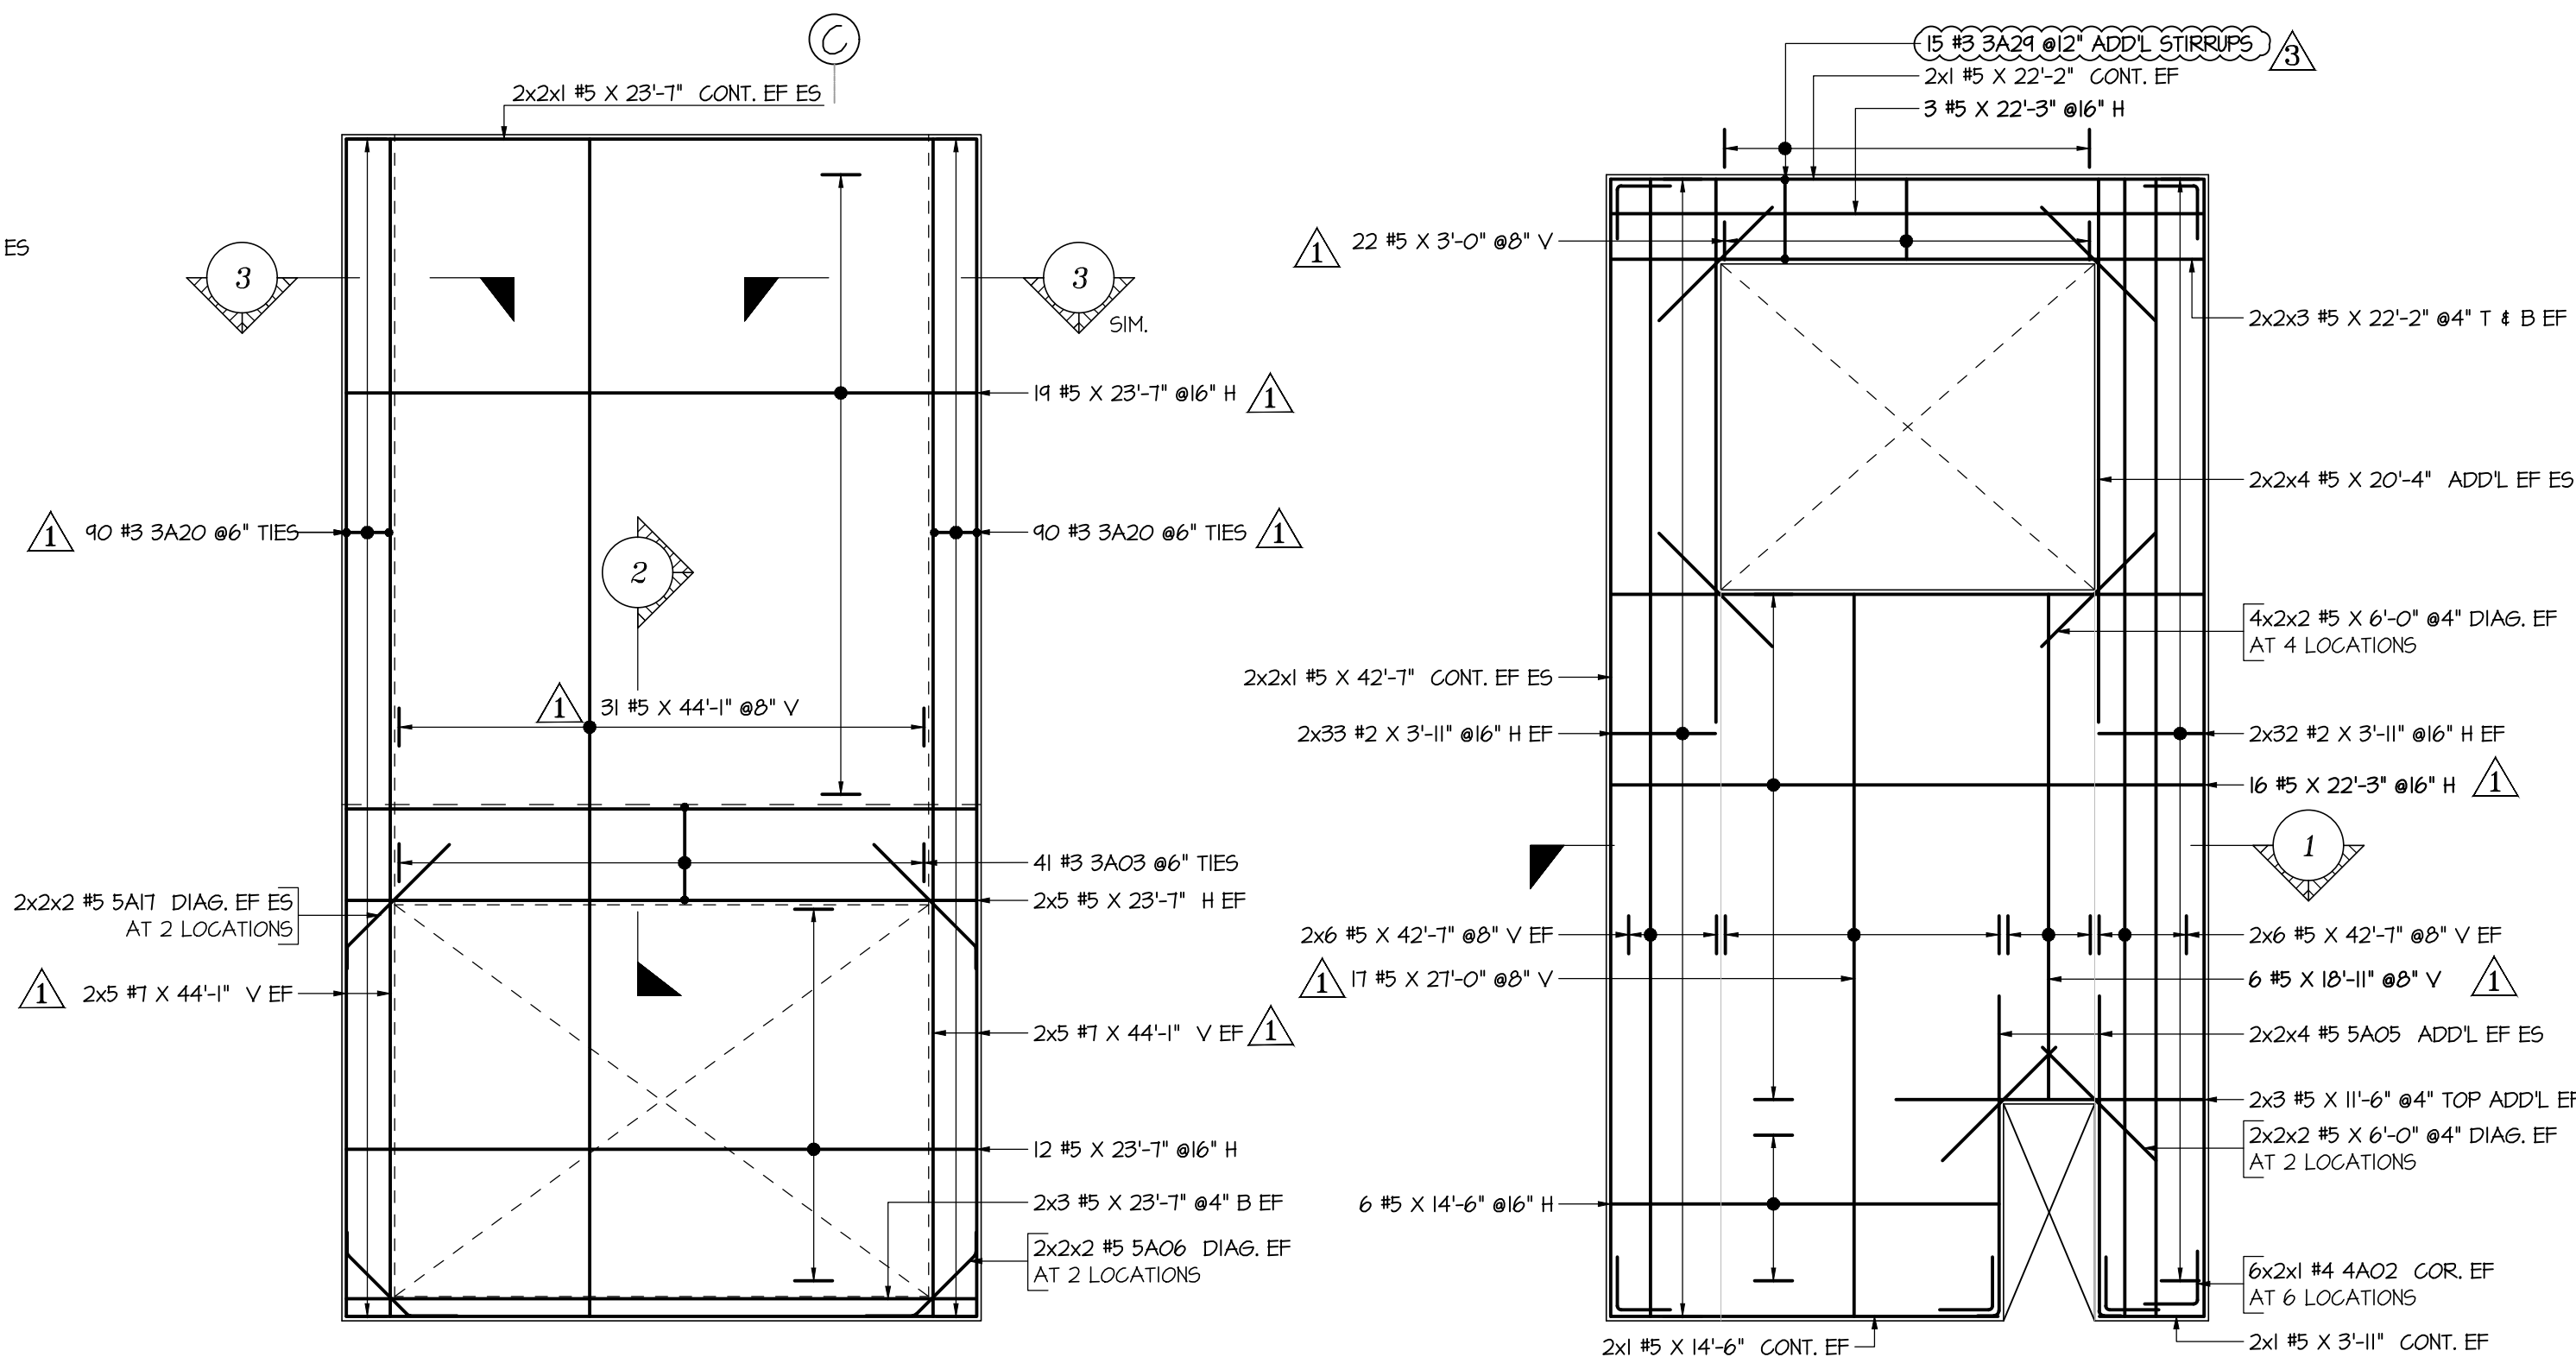 C
2x2x1 #5 X 23'-7" CONT. EF ES
ES
3
3
SIM.
19 #5 X 23'-7" @16" H 1
1 90 #3 3A20 @6" TIES
90 #3 3A20 @6" TIES 1
2
1 31 #5 X 44'-1" @8" V
41 #3 3A03 @6" TIES
2x2x2 #5 5A17 DIAG. EF ES
AT 2 LOCATIONS
2x5 #5 X 23'-7" H EF
1 2x5 #7 X 44'-1" V EF
2x5 #7 X 44'-1" V EF 1
12 #5 X 23'-7" @16" H
2x3 #5 X 23'-7" @4" B EF
2x2x2 #5 5A06 DIAG. EF
AT 2 LOCATIONS
15 #3 3A29 @12" ADD'L STIRRUPS 3
2x1 #5 X 22'-2" CONT. EF
3 #5 X 22'-3" @16" H
1 22 #5 X 3'-0" @8" V
2x2x3 #5 X 22'-2" @4" T & B EF
2x2x4 #5 X 20'-4" ADD'L EF ES
4x2x2 #5 X 6'-0" @4" DIAG. EF
AT 4 LOCATIONS
2x2x1 #5 X 42'-7" CONT. EF ES
2x33 #2 X 3'-11" @16" H EF
2x32 #2 X 3'-11" @16" H EF
16 #5 X 22'-3" @16" H 1
1
2x6 #5 X 42'-7" @8" V EF
2x6 #5 X 42'-7" @8" V EF
1 17 #5 X 27'-0" @8" V
6 #5 X 18'-11" @8" V 1
2x2x4 #5 5A05 ADD'L EF ES
2x3 #5 X 11'-6" @4" TOP ADD'L EF
2x2x2 #5 X 6'-0" @4" DIAG. EF
AT 2 LOCATIONS
6 #5 X 14'-6" @16" H
6x2x1 #4 4A02 COR. EF
AT 6 LOCATIONS
2x1 #5 X 14'-6" CONT. EF
2x1 #5 X 3'-11" CONT. EF